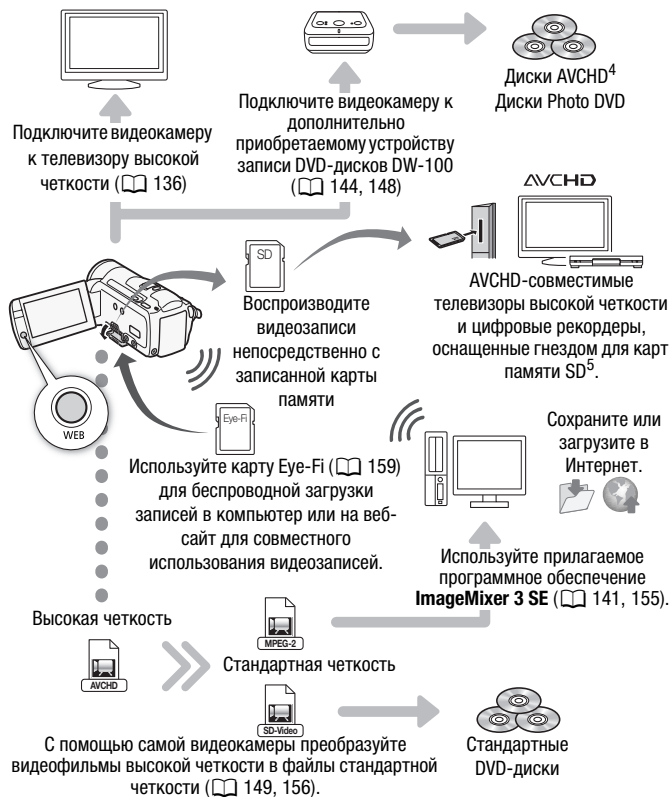 Диски AVCHD4
Диски Photo DVD
Подключите видеокамеру
к телевизору высокой
четкости (136)
Подключите видеокамеру к
дополнительно
приобретаемому устройству
записи DVD-дисков DW-100
(144, 148)
AVCHD
SD
Воспроизводите
видеозаписи
непосредственно с
записанной карты
памяти
AVCHD-совместимые
телевизоры высокой четкости
и цифровые рекордеры,
оснащенные гнездом для карт
памяти SD5.
WEB
Eye-Fi
Используйте карту Eye-Fi (159)
для беспроводной загрузки
записей в компьютер или на веб-
сайт для совместного
использования видеозаписей.
Сохраните или
загрузите в
Интернет.
Используйте прилагаемое
программное обеспечение
ImageMixer 3 SE (141, 155).
Высокая четкость
AVCHD
MPEG-2
Стандартная четкость
SD-Video
С помощью самой видеокамеры преобразуйте
видеофильмы высокой четкости в файлы стандартной
четкости (149, 156).
Стандартные
DVD-диски